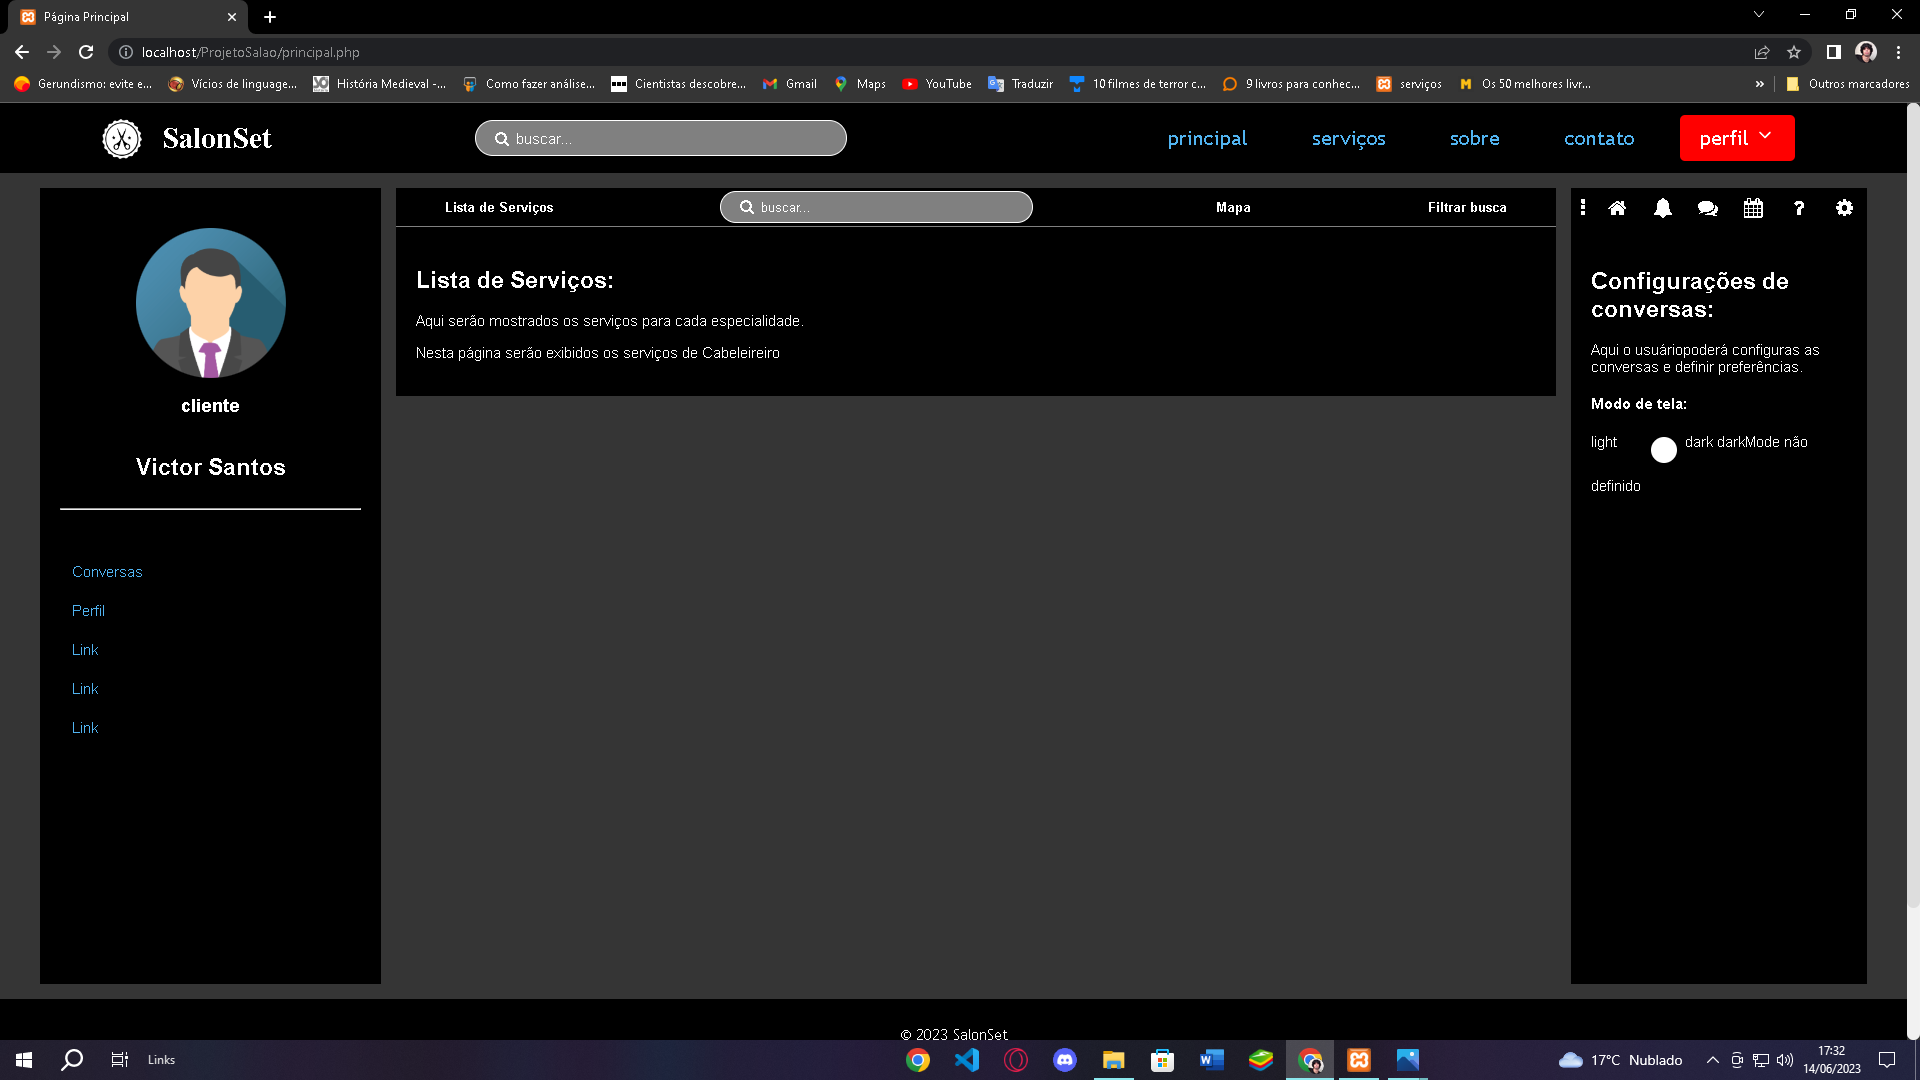 Página Principal
localhost/ProjetoSalao/principal.php
Gerundismo: evite e...
Vícios de linguage...
História Medieval -...
Como fazer análise...
Cientistas descobre...
Gmail
Maps
YouTube
Traduzir
10 filmes de terror c...
9 livros para conhec...
serviços
Os 50 melhores livr...
»
Outros marcadores
SalonSet
buscar...
principal
serviços
sobre
contato
perfil
cliente
Victor Santos
Conversas
Perfil
Link
Link
Link
Lista de Serviços
buscar...
Mapa
Filtrar busca
Lista de Serviços:
Aqui serão mostrados os serviços para cada especialidade.
Nesta página serão exibidos os serviços de Cabeleireiro
Configurações de
conversas:
Aqui o usuáriopoderá configuras as
conversas e definir preferências.
Modo de tela:
light dark darkMode não
definido
© 2023 SalonSet
Links
17°C Nublado
17:32
14/06/2023